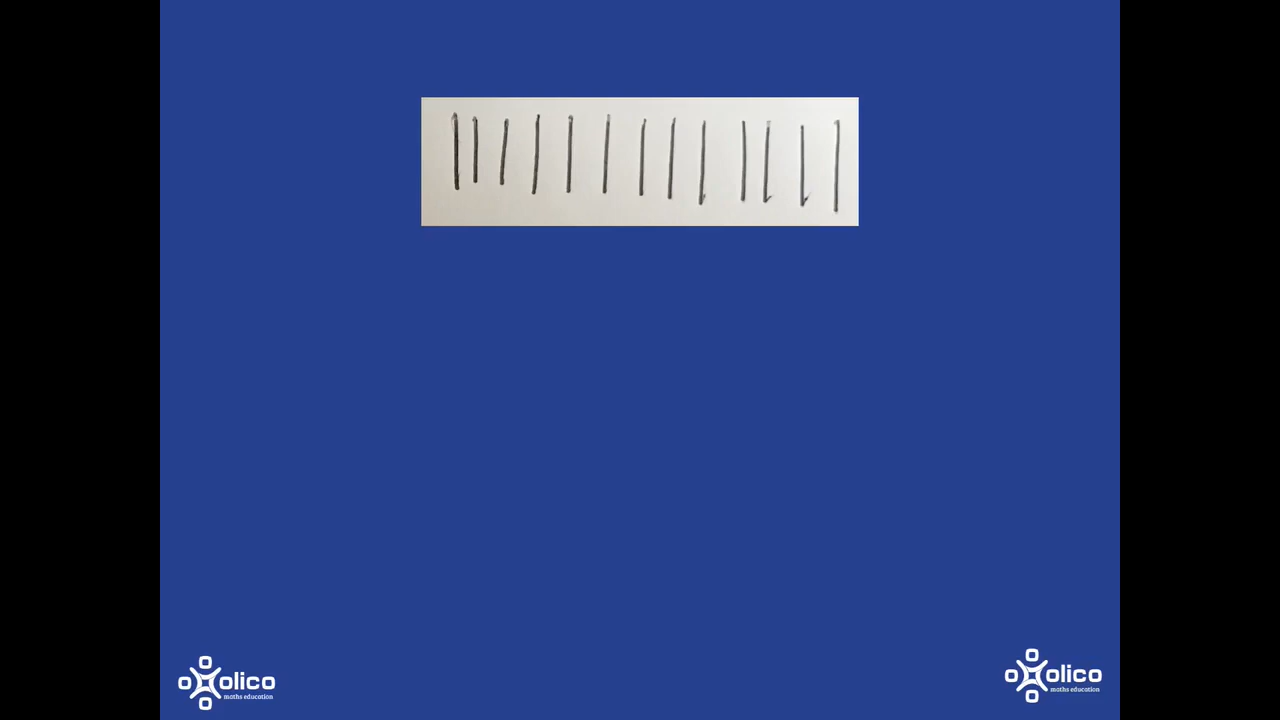 | | | | | | | | | | | | |
olico
maths education
olico
maths education